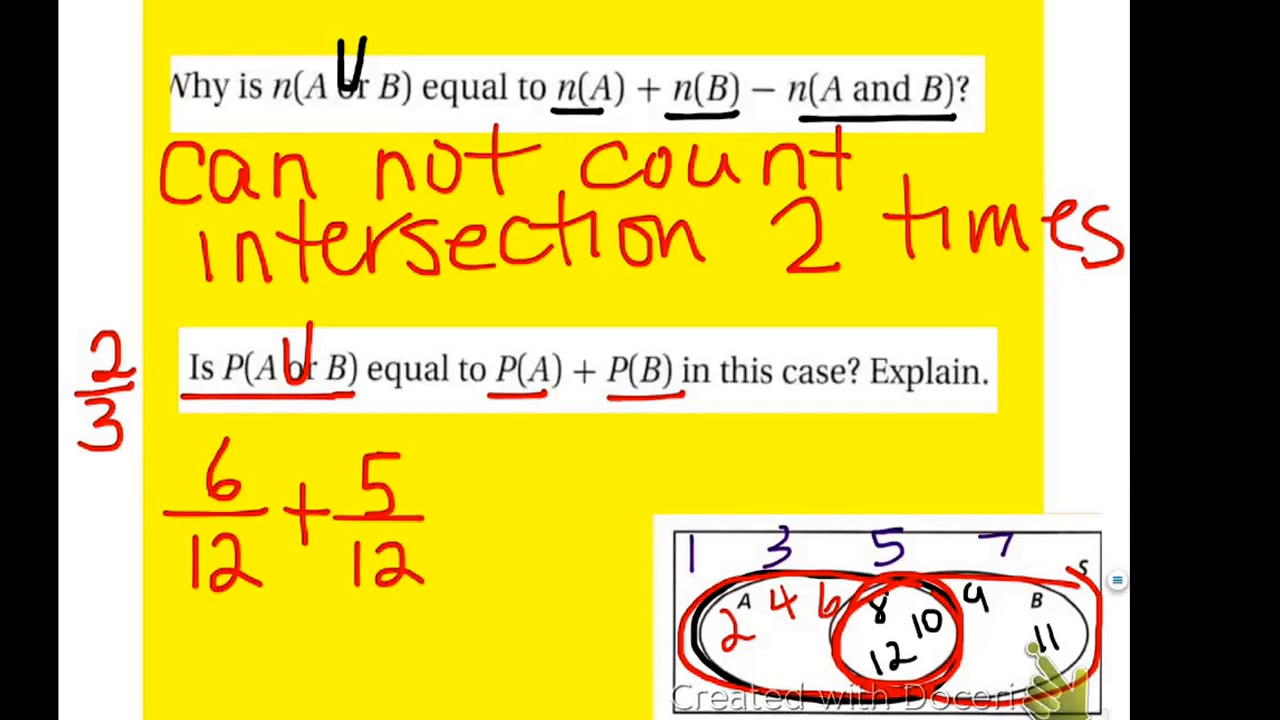 Why is n(A or B) equal to n(A) + n(B) − n(A and B)?
U
can not count
intersection 2 times
Is P(A or B) equal to P(A) + P(B) in this case? Explain.
U
2/3
6/12 + 5/12
1 3 5 7 S
A 2 4 6 8 10 12 9 11 B
Created with Doceri